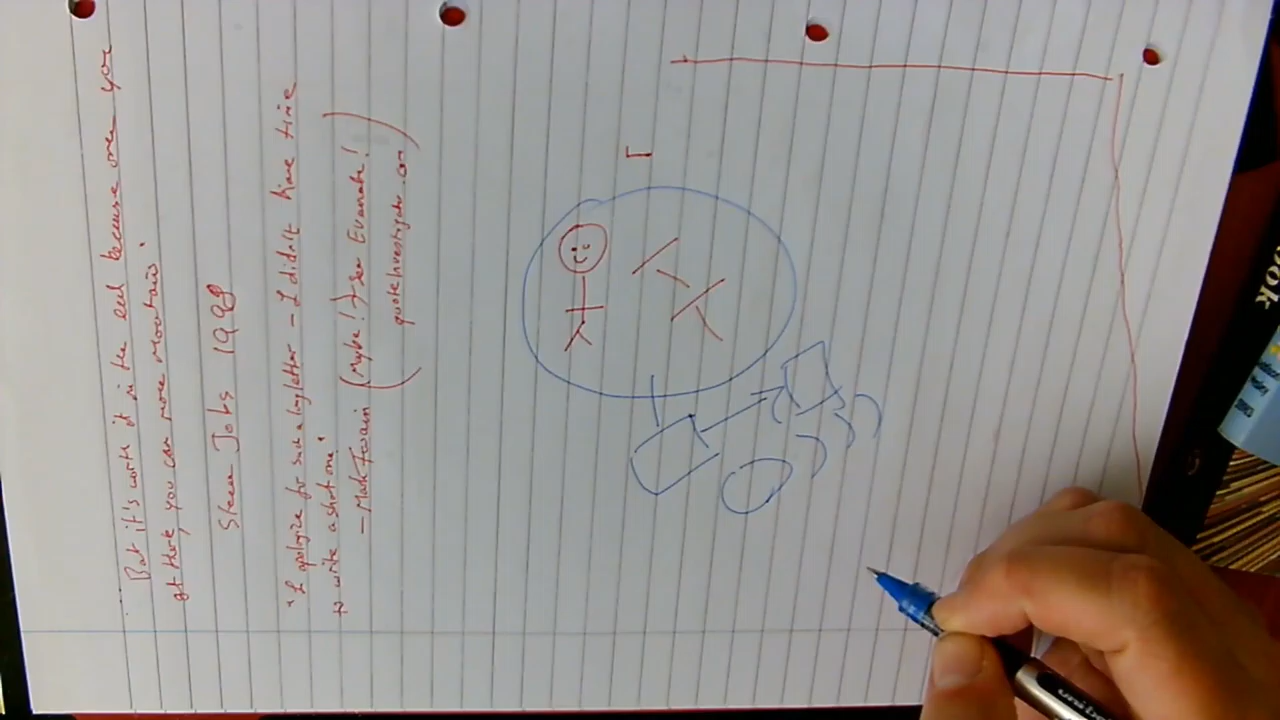 But it's worth it in the end because once you
get there, you can move mountains'
Steve Jobs 1998
"I apologize for such a long letter - I didn't have time
to write a short one"
- Mark Twain (Maybe! → see Evernote!
quoteinvestigator.com)
OOK
uni